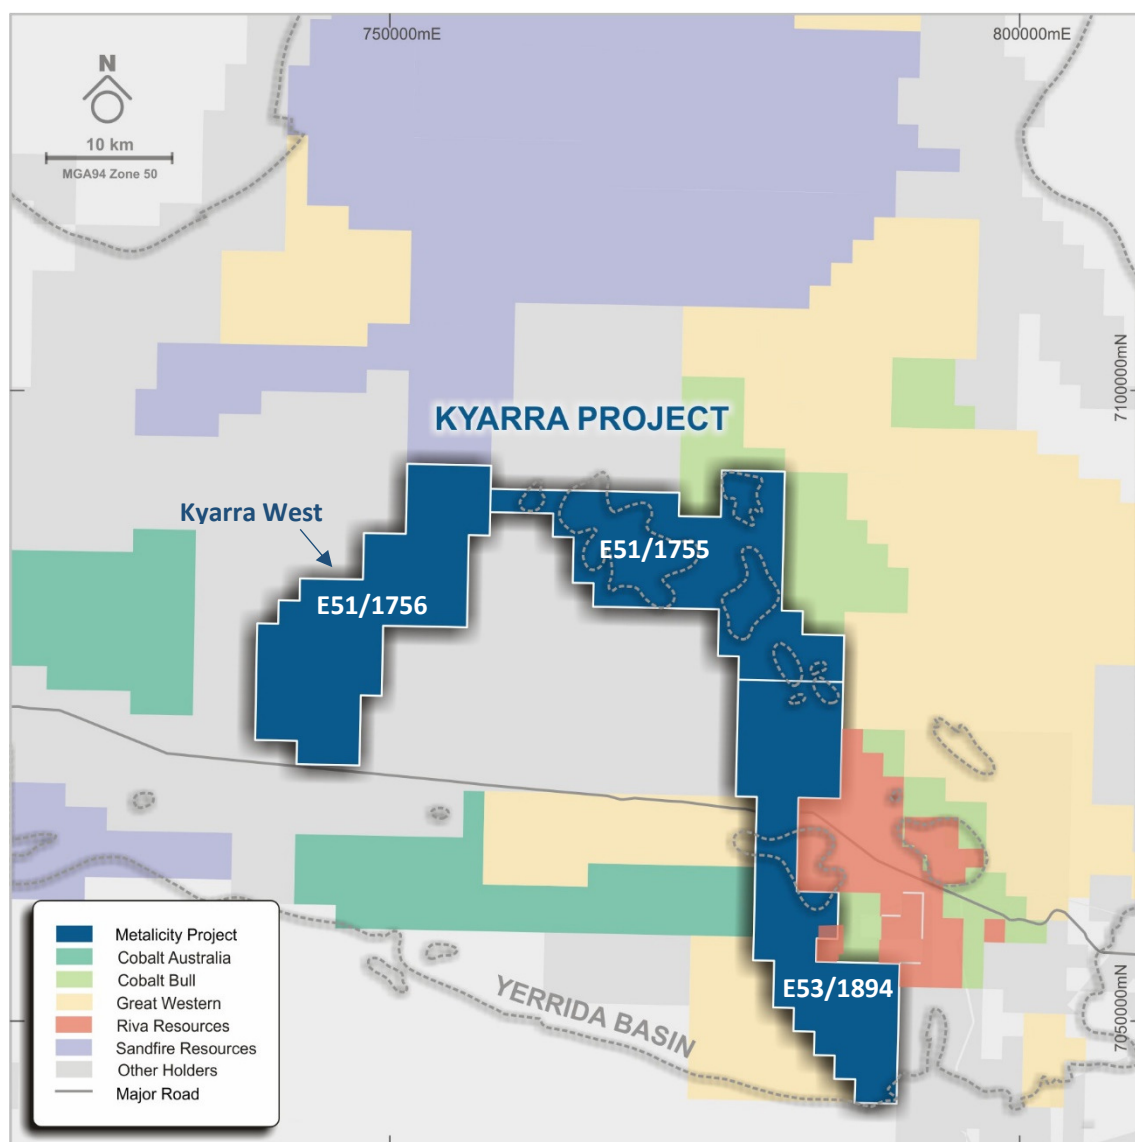 750000mE
800000mE
N
10 km
MGA94 Zone 50
7100000mN
KYARRA PROJECT
Kyarra West
E51/1755
E51/1756
E53/1894
YERRIDA BASIN
7050000mN
Metalicity Project
Cobalt Australia
Cobalt Bull
Great Western
Riva Resources
Sandfire Resources
Other Holders
Major Road